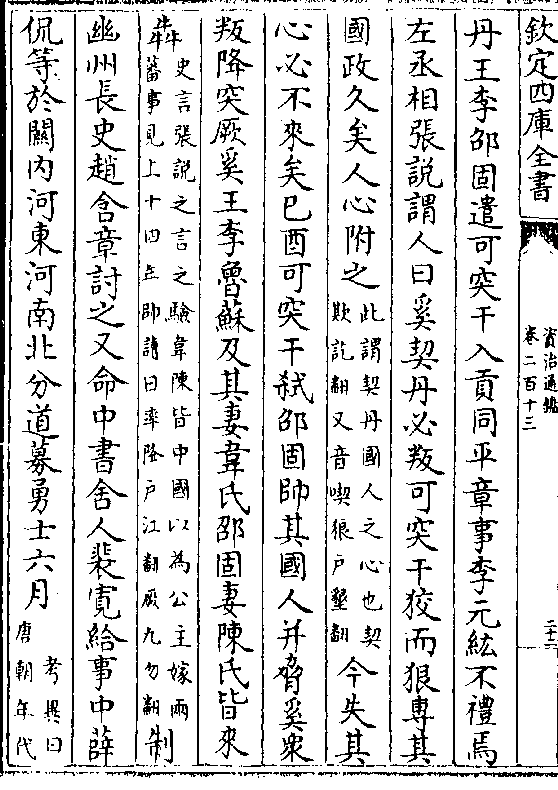 欽定四庫全書
資治通鑑
卷二百十三
二十二
丹王李邵固遣可突干入貢同平章事李元紘不禮焉
左丞相張說謂人曰奚契丹必叛可突干狡而狠專其
國政久矣人心附之此謂契丹國人之心也契欺訖翻又音喫狠戶墾翻今失其
心必不來矣己酉可突干弒邵固帥其國人并脅奚衆
叛降突厥奚王李魯蘇及其妻韋氏邵固妻陳氏皆來
奔史言張說之言之驗韋陳皆中國以為公主嫁兩蕃事見上十四年帥讀曰率降戶江翻厥九勿翻制
幽州長史趙含章討之又命中書舍人裴寛給事中薛
侃等於關内河東河南北分道募勇士六月考異曰唐朝年代